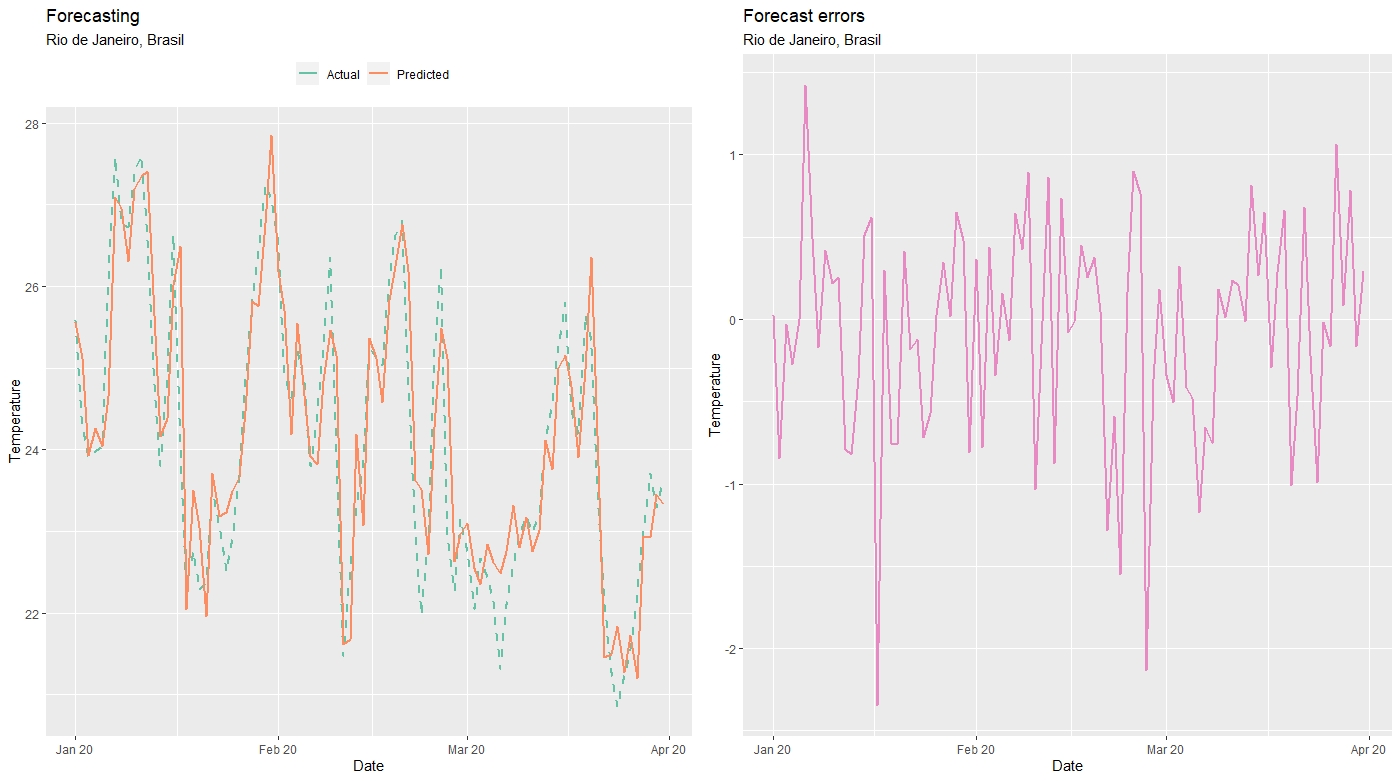 Forecasting
Rio de Janeiro, Brasil
Actual Predicted
28
26
24
22
Temperature
Jan 20 Feb 20 Mar 20 Apr 20
Date
Forecast errors
Rio de Janeiro, Brasil
1
0
-1
-2
Temperature
Jan 20 Feb 20 Mar 20 Apr 20
Date